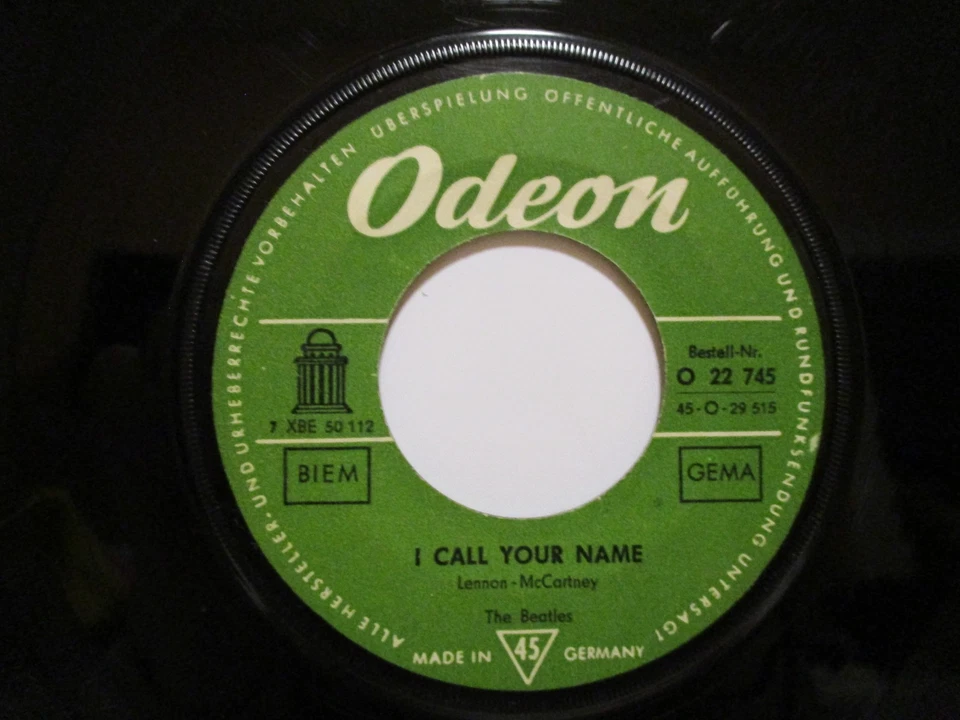 ALLE HERSTELLER- UND URHEBERRECHTE VORBEHALTEN ÜBERSPIELUNG ÖFFENTLICHE AUFFÜHRUNG UND RUNDFUNKSENDUNG UNTERSAGT
Odeon
7 XBE 50 112
Bestell-Nr.
O 22 745
45-O-29 515
BIEM
GEMA
I CALL YOUR NAME
Lennon - McCartney
The Beatles
MADE IN 45 GERMANY